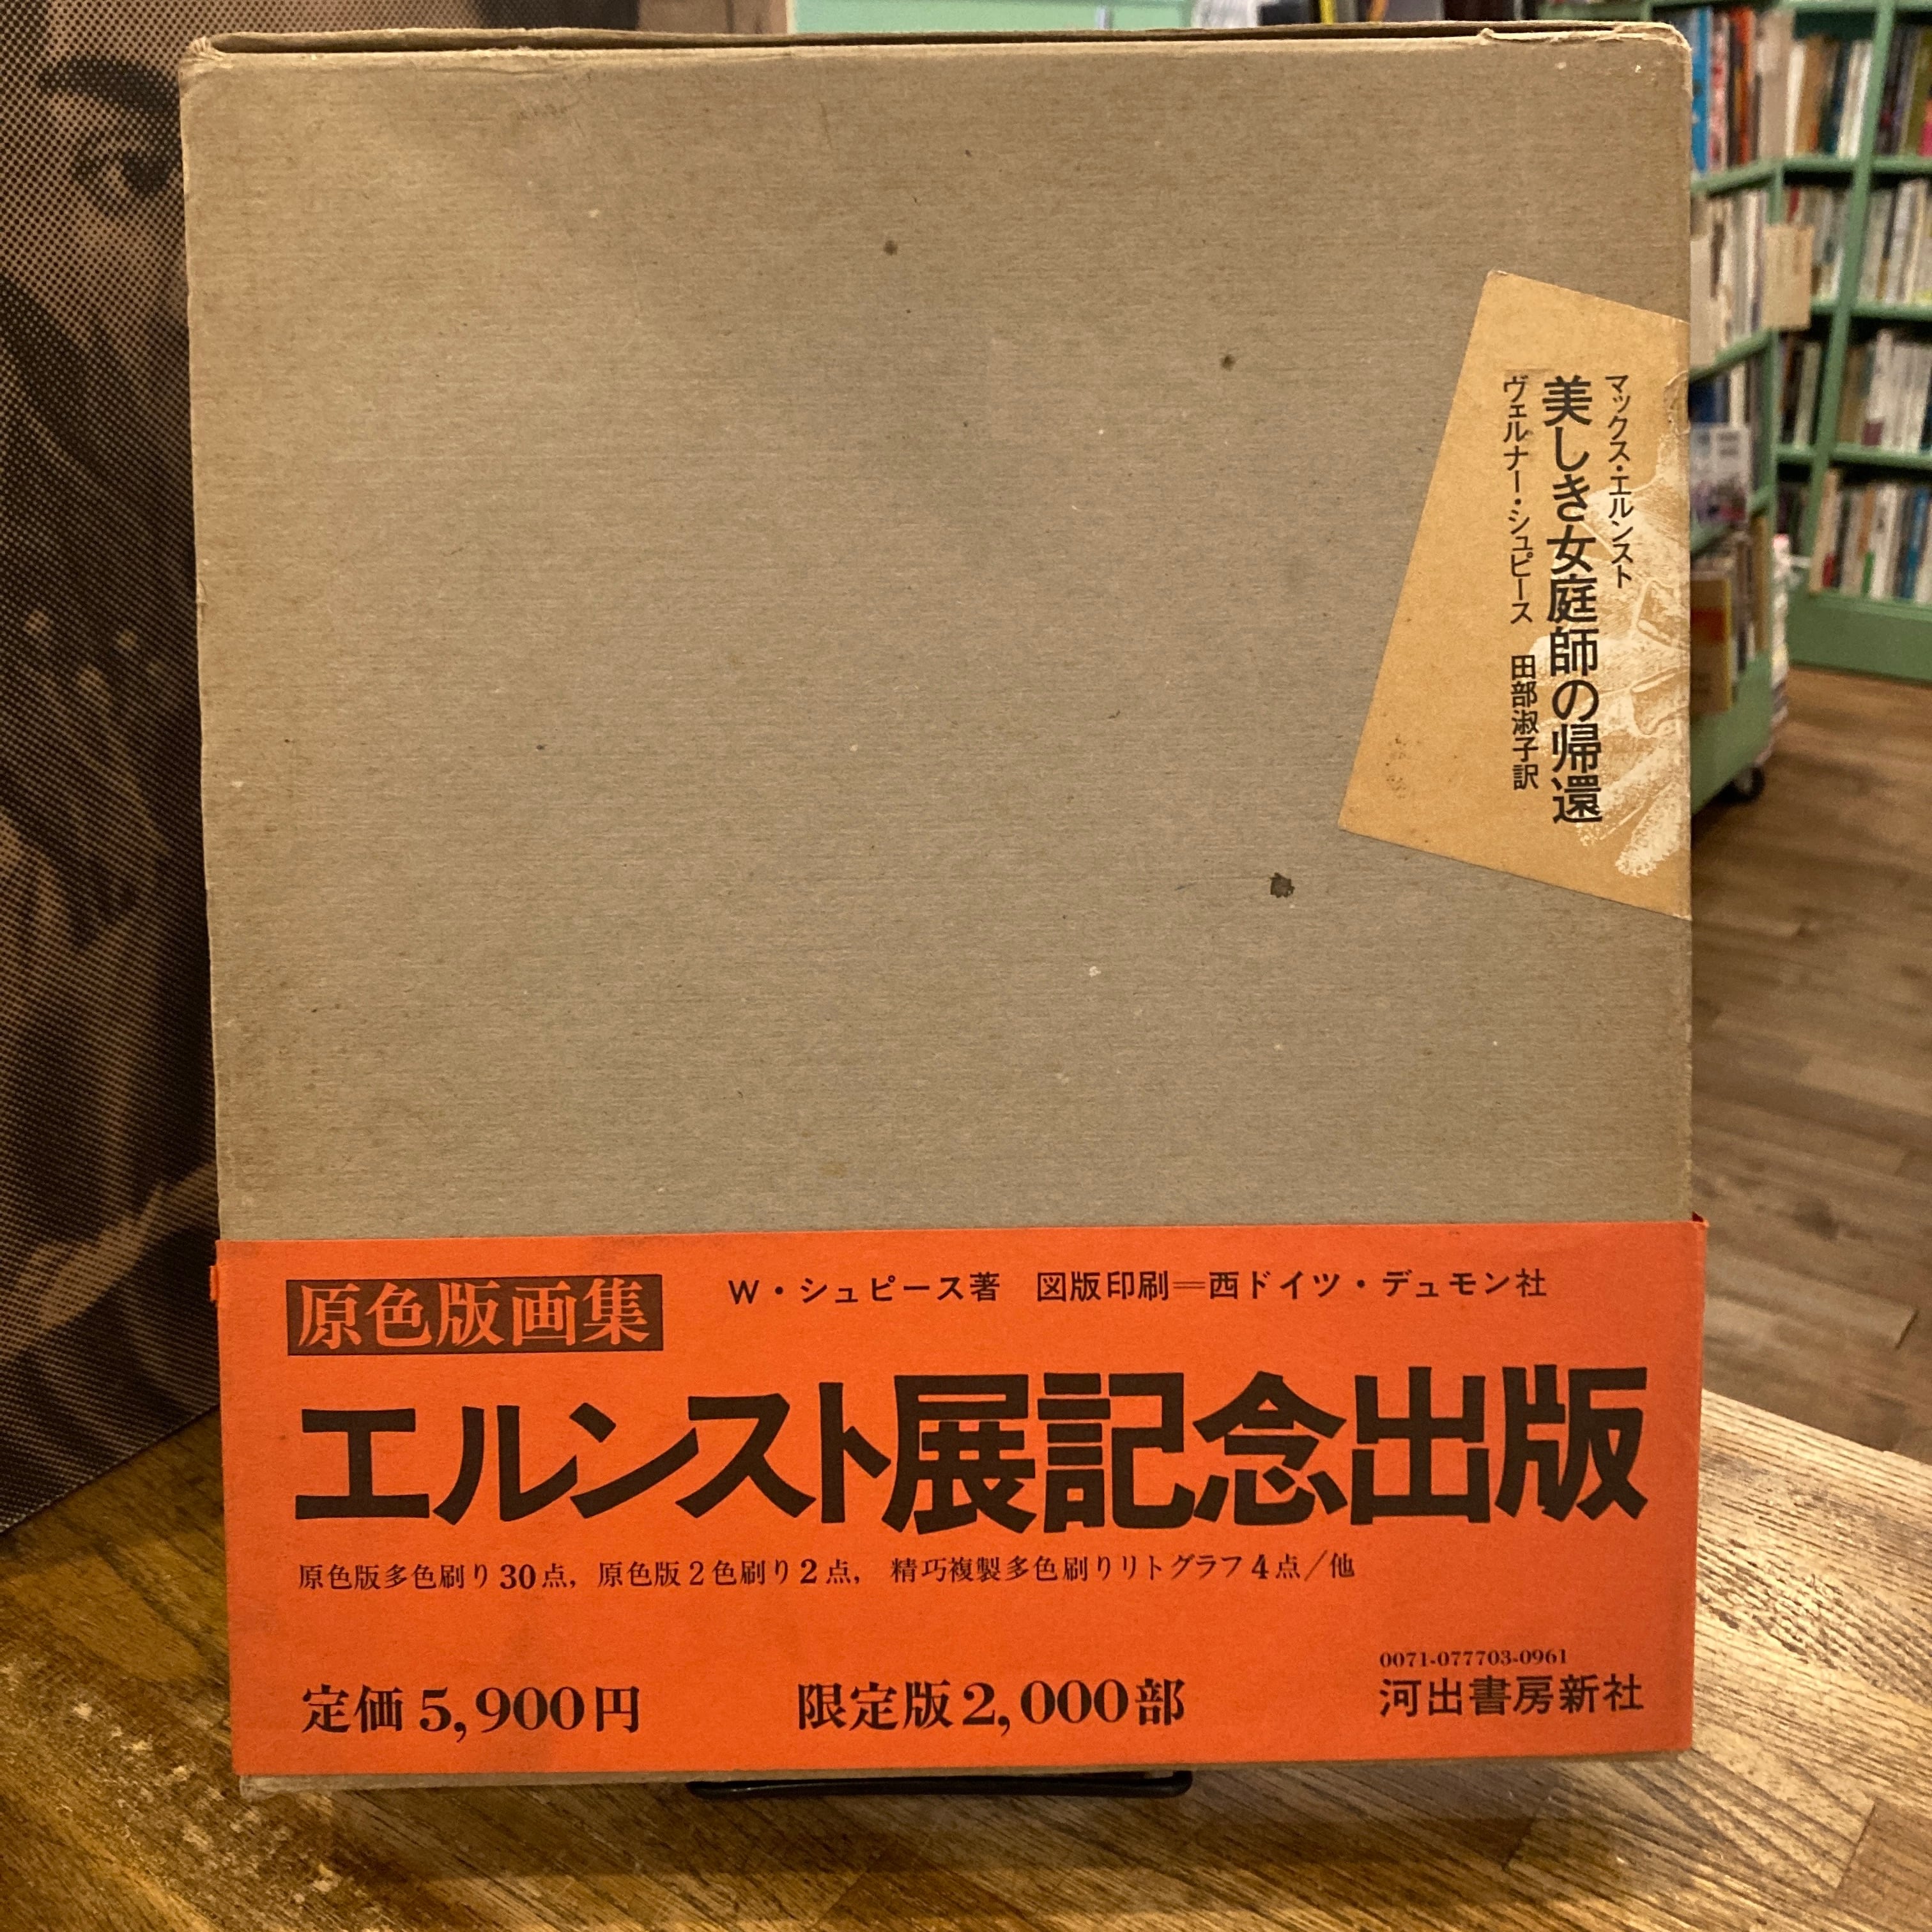 マックス・エルンスト
美しき女庭師の帰還
ヴェルナー・シュピース 田部淑子訳
原色版画集
W・シュピース著 図版印刷=西ドイツ・デュモン社
エルンスト展記念出版
原色版多色刷り30点, 原色版2色刷り2点, 精巧複製多色刷りリトグラフ4点/他
定価5,900円 限定版2,000部
0071-077703-0961
河出書房新社